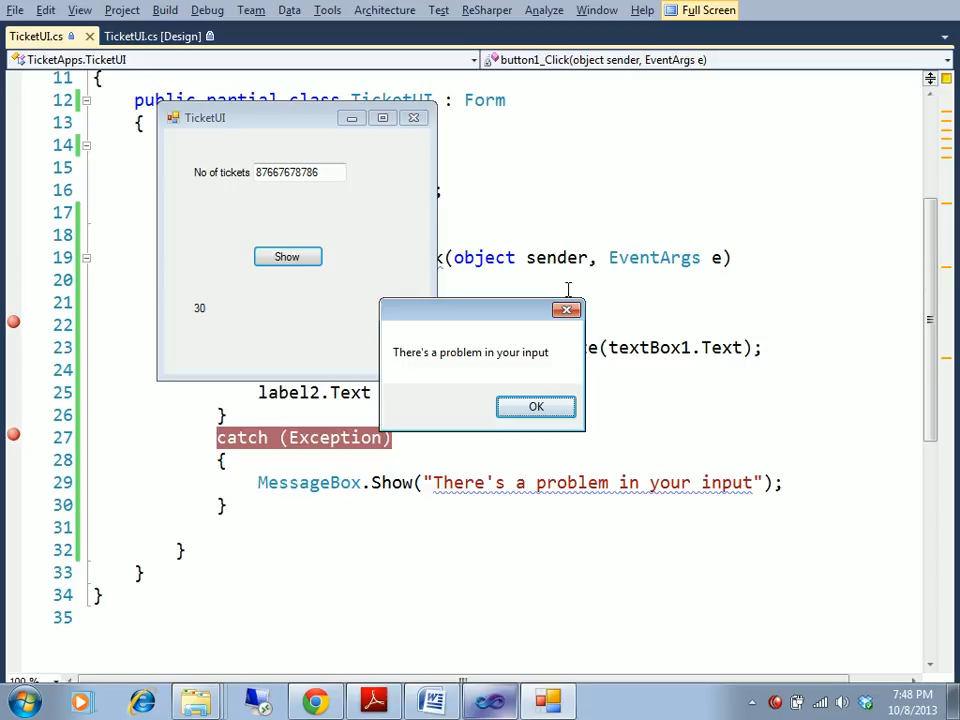 File Edit View Project Build Debug Team Data Tools Architecture Test ReSharper Analyze Window Help Full Screen
TicketUI.cs TicketUI.cs [Design]
TicketApps.TicketUI button1_Click(object sender, EventArgs e)
11 {
12 public partial class TicketUI : Form
13 {
14
15
16 ;
17
18
19 k(object sender, EventArgs e)
20
21
22
23 te(textBox1.Text);
24
25 label2.Text
26 }
27 catch (Exception)
28 {
29 MessageBox.Show("There's a problem in your input");
30 }
31
32 }
33 }
34 }
35
TicketUI
No of tickets 87667678786
Show
30
There's a problem in your input
OK
100 %
7:48 PM
10/8/2013